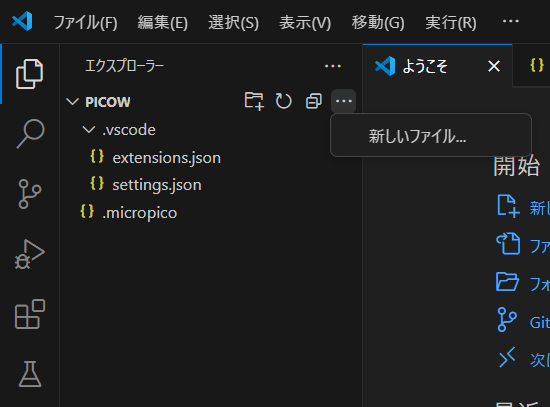 ファイル(F) 編集(E) 選択(S) 表示(V) 移動(G) 実行(R) …
エクスプローラー …
ようこそ
PICOW
.vscode
新しいファイル...
extensions.json
開始
settings.json
新し
.micropico
ファ
フォ
Git
次に